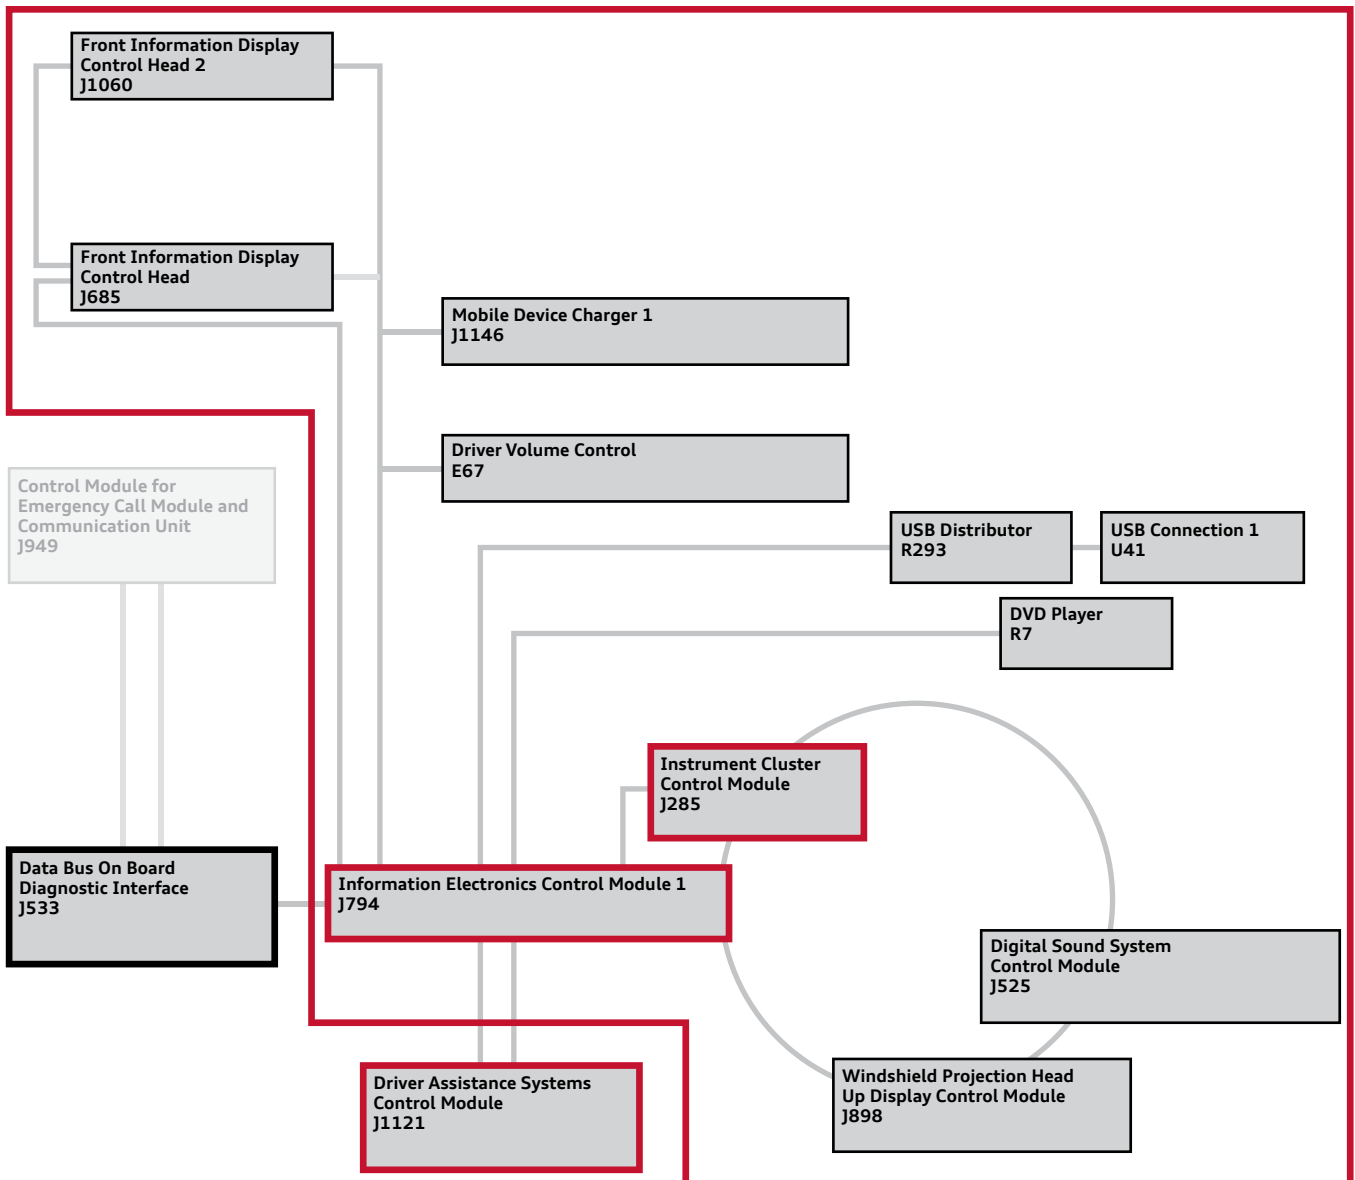 Front Information Display
Control Head 2
J1060
Front Information Display
Control Head
J685
Mobile Device Charger 1
J1146
Driver Volume Control
E67
Control Module for
Emergency Call Module and
Communication Unit
J949
USB Distributor
R293
USB Connection 1
U41
DVD Player
R7
Instrument Cluster
Control Module
J285
Data Bus On Board
Diagnostic Interface
J533
Information Electronics Control Module 1
J794
Digital Sound System
Control Module
J525
Driver Assistance Systems
Control Module
J1121
Windshield Projection Head
Up Display Control Module
J898